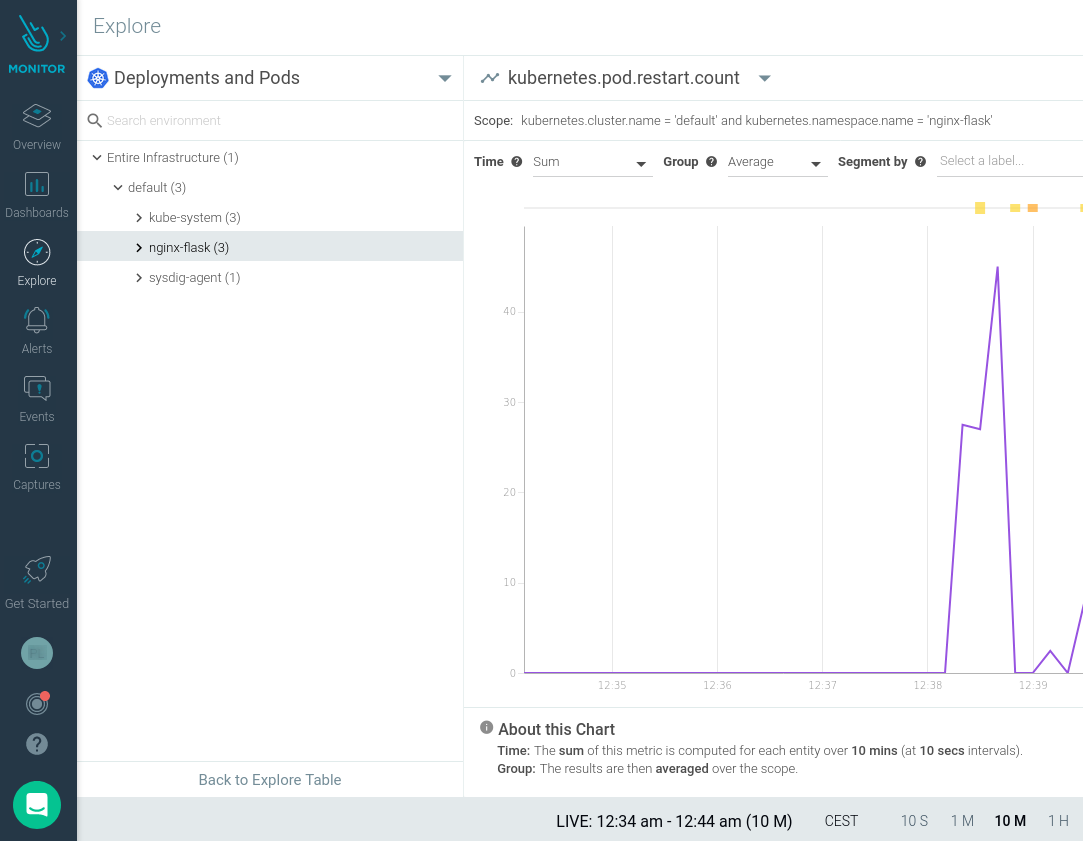 Explore
MONITOR
Overview
Dashboards
Explore
Alerts
Events
Captures
Get Started
Deployments and Pods
Search environment
Entire Infrastructure (1)
default (3)
kube-system (3)
nginx-flask (3)
sysdig-agent (1)
Back to Explore Table
kubernetes.pod.restart.count
Scope: kubernetes.cluster.name = 'default' and kubernetes.namespace.name = 'nginx-flask'
Time ? Sum Group ? Average Segment by ? Select a label...
40
30
20
10
0
12:35 12:36 12:37 12:38 12:39
About this Chart
Time: The sum of this metric is computed for each entity over 10 mins (at 10 secs intervals).
Group: The results are then averaged over the scope.
LIVE: 12:34 am - 12:44 am (10 M) CEST 10 S 1 M 10 M 1 H